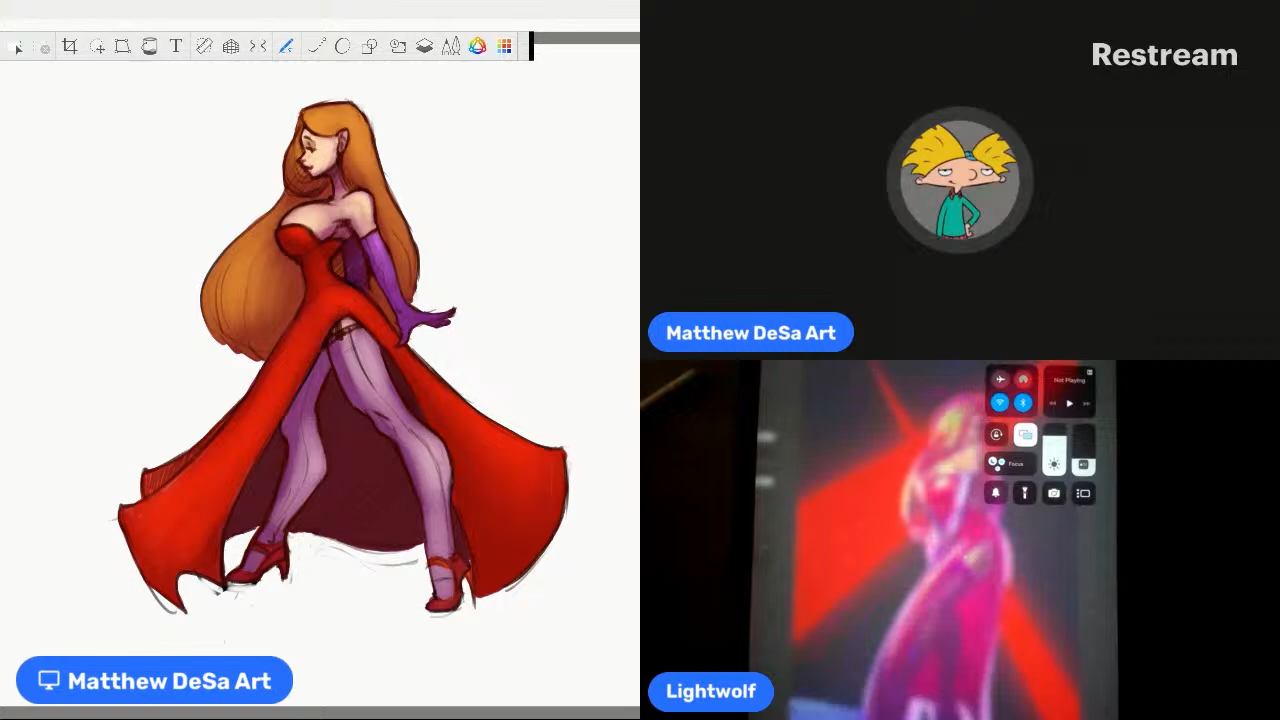 T
Restream
Matthew DeSa Art
Not Playing
Focus
Matthew DeSa Art
Lightwolf